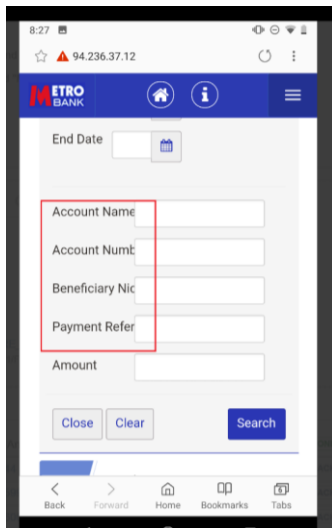 8:27
94.236.37.12
METRO
BANK
End Date
Account Name
Account Numb
Beneficiary Nic
Payment Refer
Amount
Close Clear Search
Back Forward Home Bookmarks Tabs